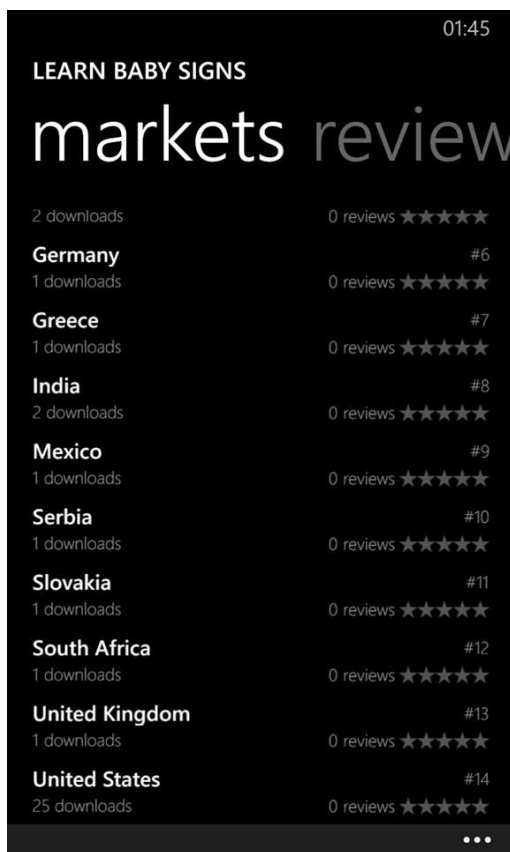 01:45
LEARN BABY SIGNS
markets review
2 downloads 0 reviews
Germany #6
1 downloads 0 reviews
Greece #7
1 downloads 0 reviews
India #8
2 downloads 0 reviews
Mexico #9
1 downloads 0 reviews
Serbia #10
1 downloads 0 reviews
Slovakia #11
1 downloads 0 reviews
South Africa #12
1 downloads 0 reviews
United Kingdom #13
1 downloads 0 reviews
United States #14
25 downloads 0 reviews